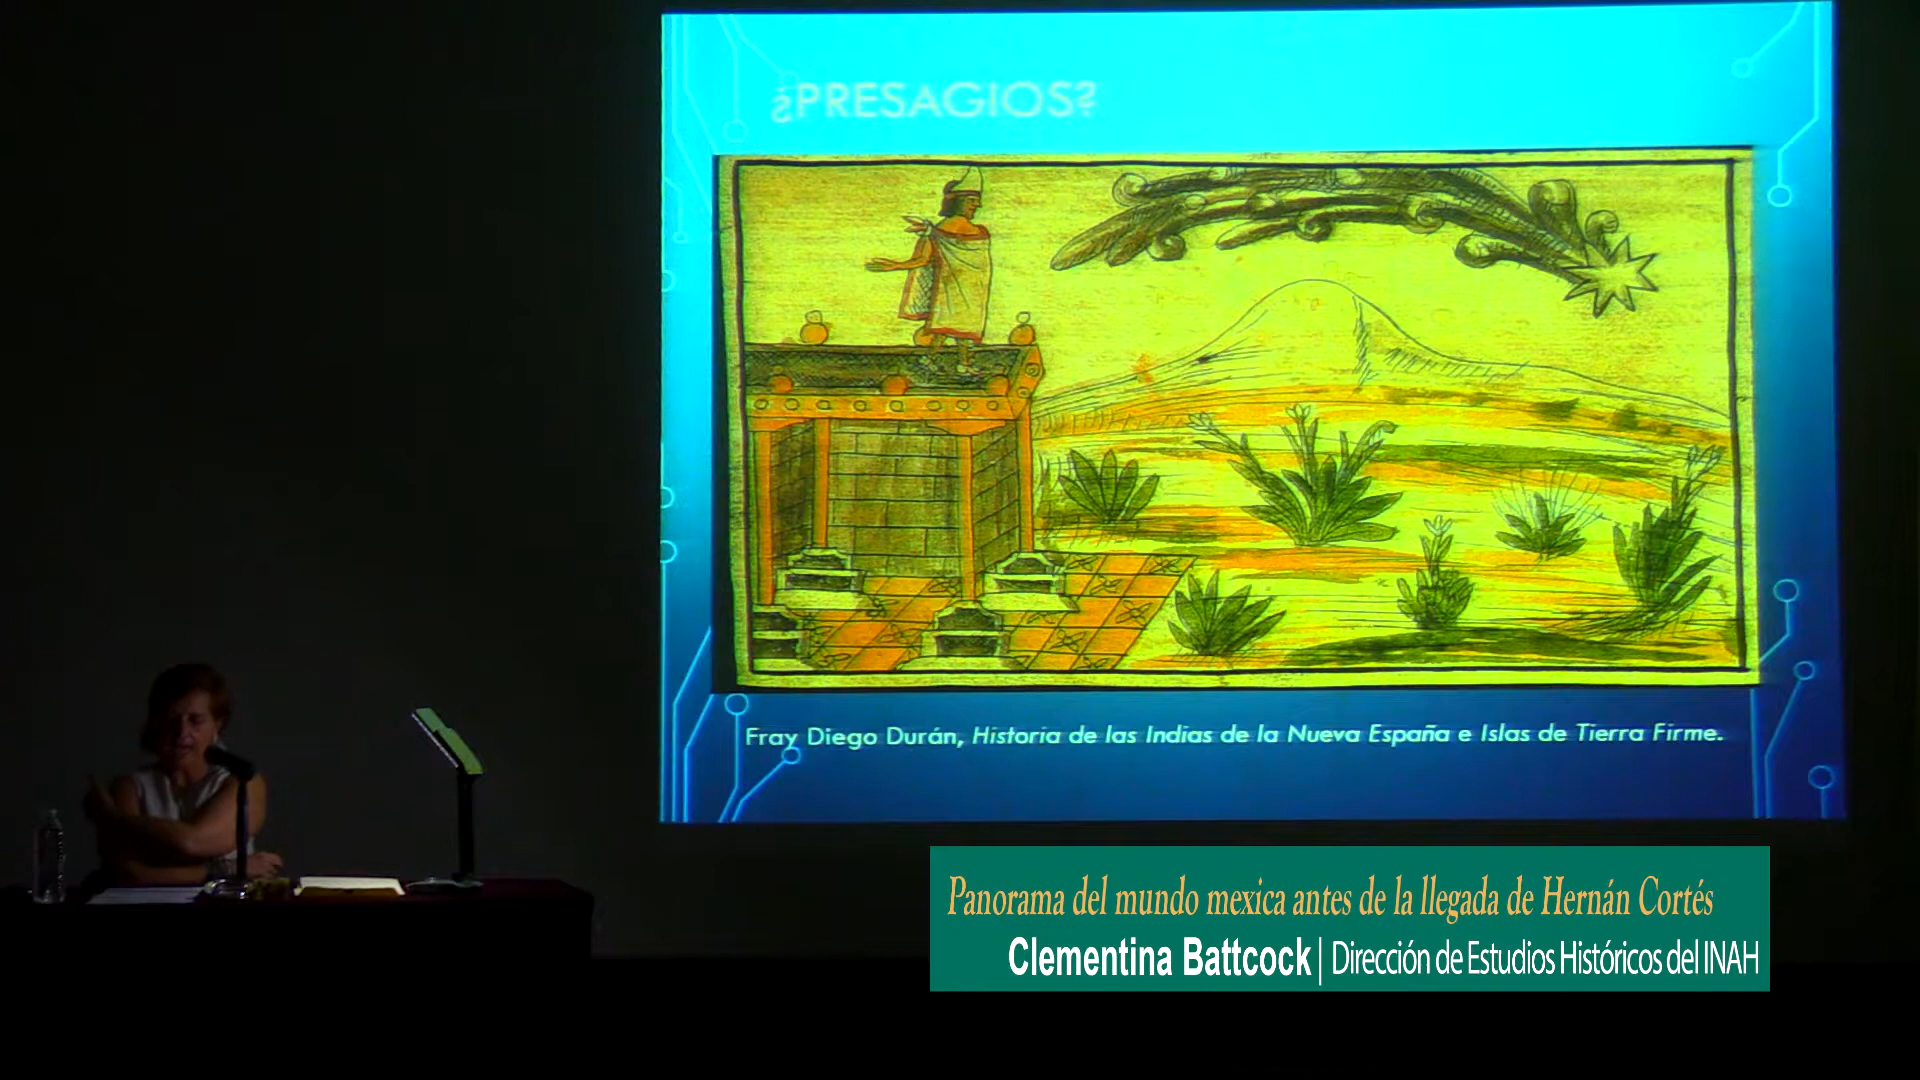 ¿PRESAGIOS?
Fray Diego Durán, Historia de las Indias de la Nueva España e Islas de Tierra Firme.
Panorama del mundo mexica antes de la llegada de Hernán Cortés
Clementina Battcock | Dirección de Estudios Históricos del INAH